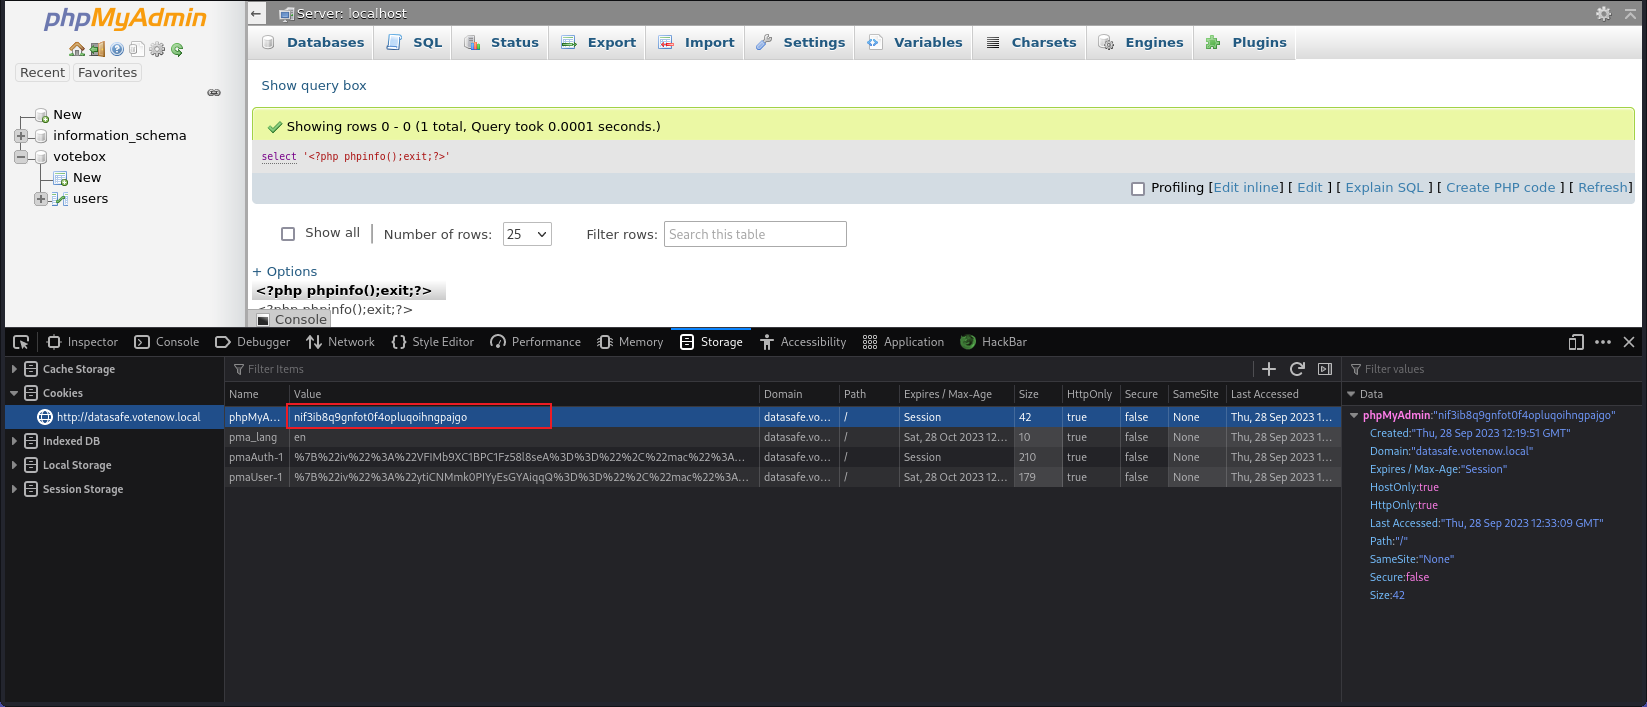 phpMyAdmin
Recent Favorites
New
information_schema
votebox
New
users
Server: localhost
Databases SQL Status Export Import Settings Variables Charsets Engines Plugins
Show query box
Showing rows 0 - 0 (1 total, Query took 0.0001 seconds.)
select '<?php phpinfo();exit;?>'
Profiling [Edit inline] [ Edit ] [ Explain SQL ] [ Create PHP code ] [ Refresh]
Show all Number of rows: 25 Filter rows: Search this table
+ Options
<?php phpinfo();exit;?>
<?php phpinfo();exit;?>
Console
Inspector Console Debugger Network Style Editor Performance Memory Storage Accessibility Application HackBar
Cache Storage
Cookies
http://datasafe.votenow.local
Indexed DB
Local Storage
Session Storage
Filter Items
Name Value Domain Path Expires / Max-Age Size HttpOnly Secure SameSite Last Accessed
phpMyA... nif3ib8q9gnfot0f4opluqoihngpajgo datasafe.vo... / Session 42 true false None Thu, 28 Sep 2023 1...
pma_lang en datasafe.vo... / Sat, 28 Oct 2023 12... 10 true false None Thu, 28 Sep 2023 1...
pmaAuth-1 %7B%22iv%22%3A%22VFIMb9XC1BPC1Fz58l8seA%3D%3D%22%2C%22mac%22%3A... datasafe.vo... / Session 210 true false None Thu, 28 Sep 2023 1...
pmaUser-1 %7B%22iv%22%3A%22ytiCNMmk0PIYyEsGYAiqqQ%3D%3D%22%2C%22mac%22%3A... datasafe.vo... / Sat, 28 Oct 2023 12... 179 true false None Thu, 28 Sep 2023 1...
Filter values
Data
phpMyAdmin:"nif3ib8q9gnfot0f4opluqoihngpajgo"
Created:"Thu, 28 Sep 2023 12:19:51 GMT"
Domain:"datasafe.votenow.local"
Expires / Max-Age:"Session"
HostOnly:true
HttpOnly:true
Last Accessed:"Thu, 28 Sep 2023 12:33:09 GMT"
Path:"/"
SameSite:"None"
Secure:false
Size:42